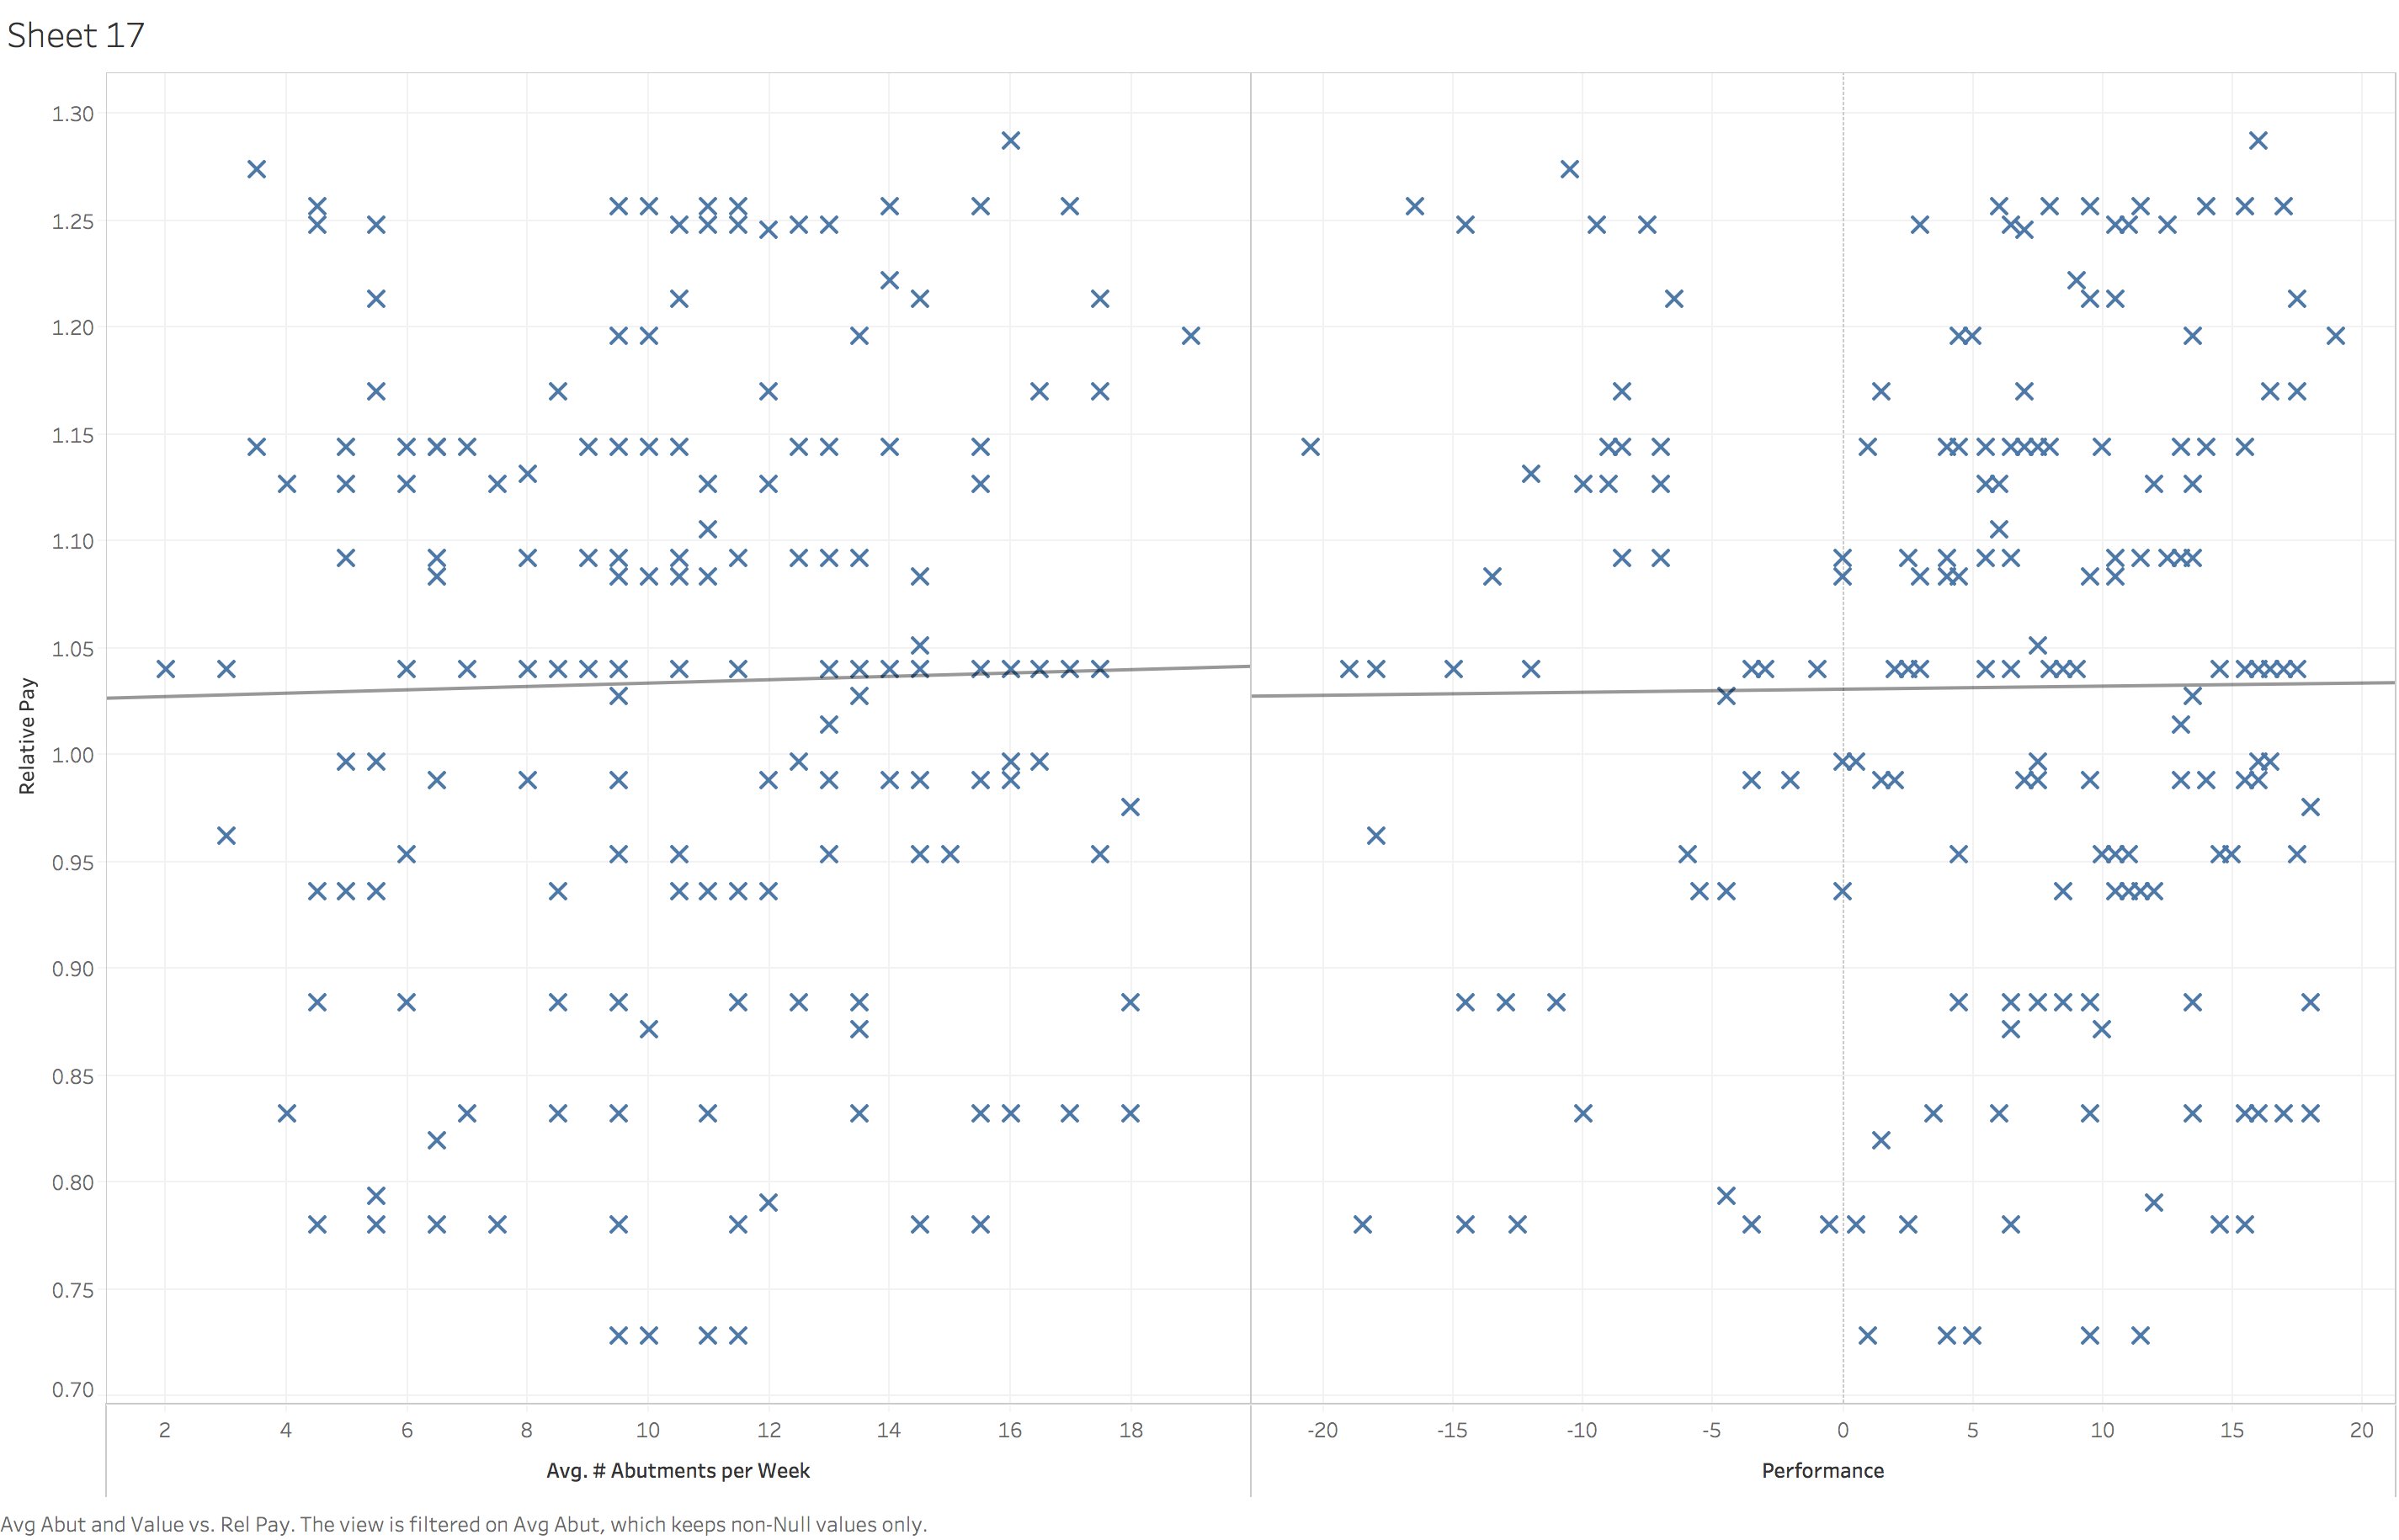 Sheet 17
1.30
1.25
1.20
1.15
1.10
1.05
1.00
0.95
0.90
0.85
0.80
0.75
0.70
Relative Pay
2 4 6 8 10 12 14 16 18 -20 -15 -10 -5 0 5 10 15 20
Avg. # Abutments per Week Performance
Avg Abut and Value vs. Rel Pay. The view is filtered on Avg Abut, which keeps non-Null values only.